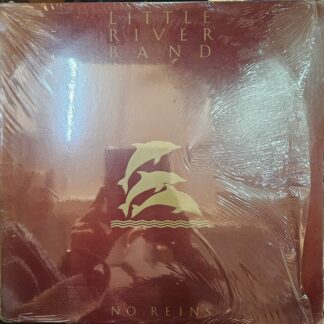 LITTLE
RIVER
BAND
NO REINS